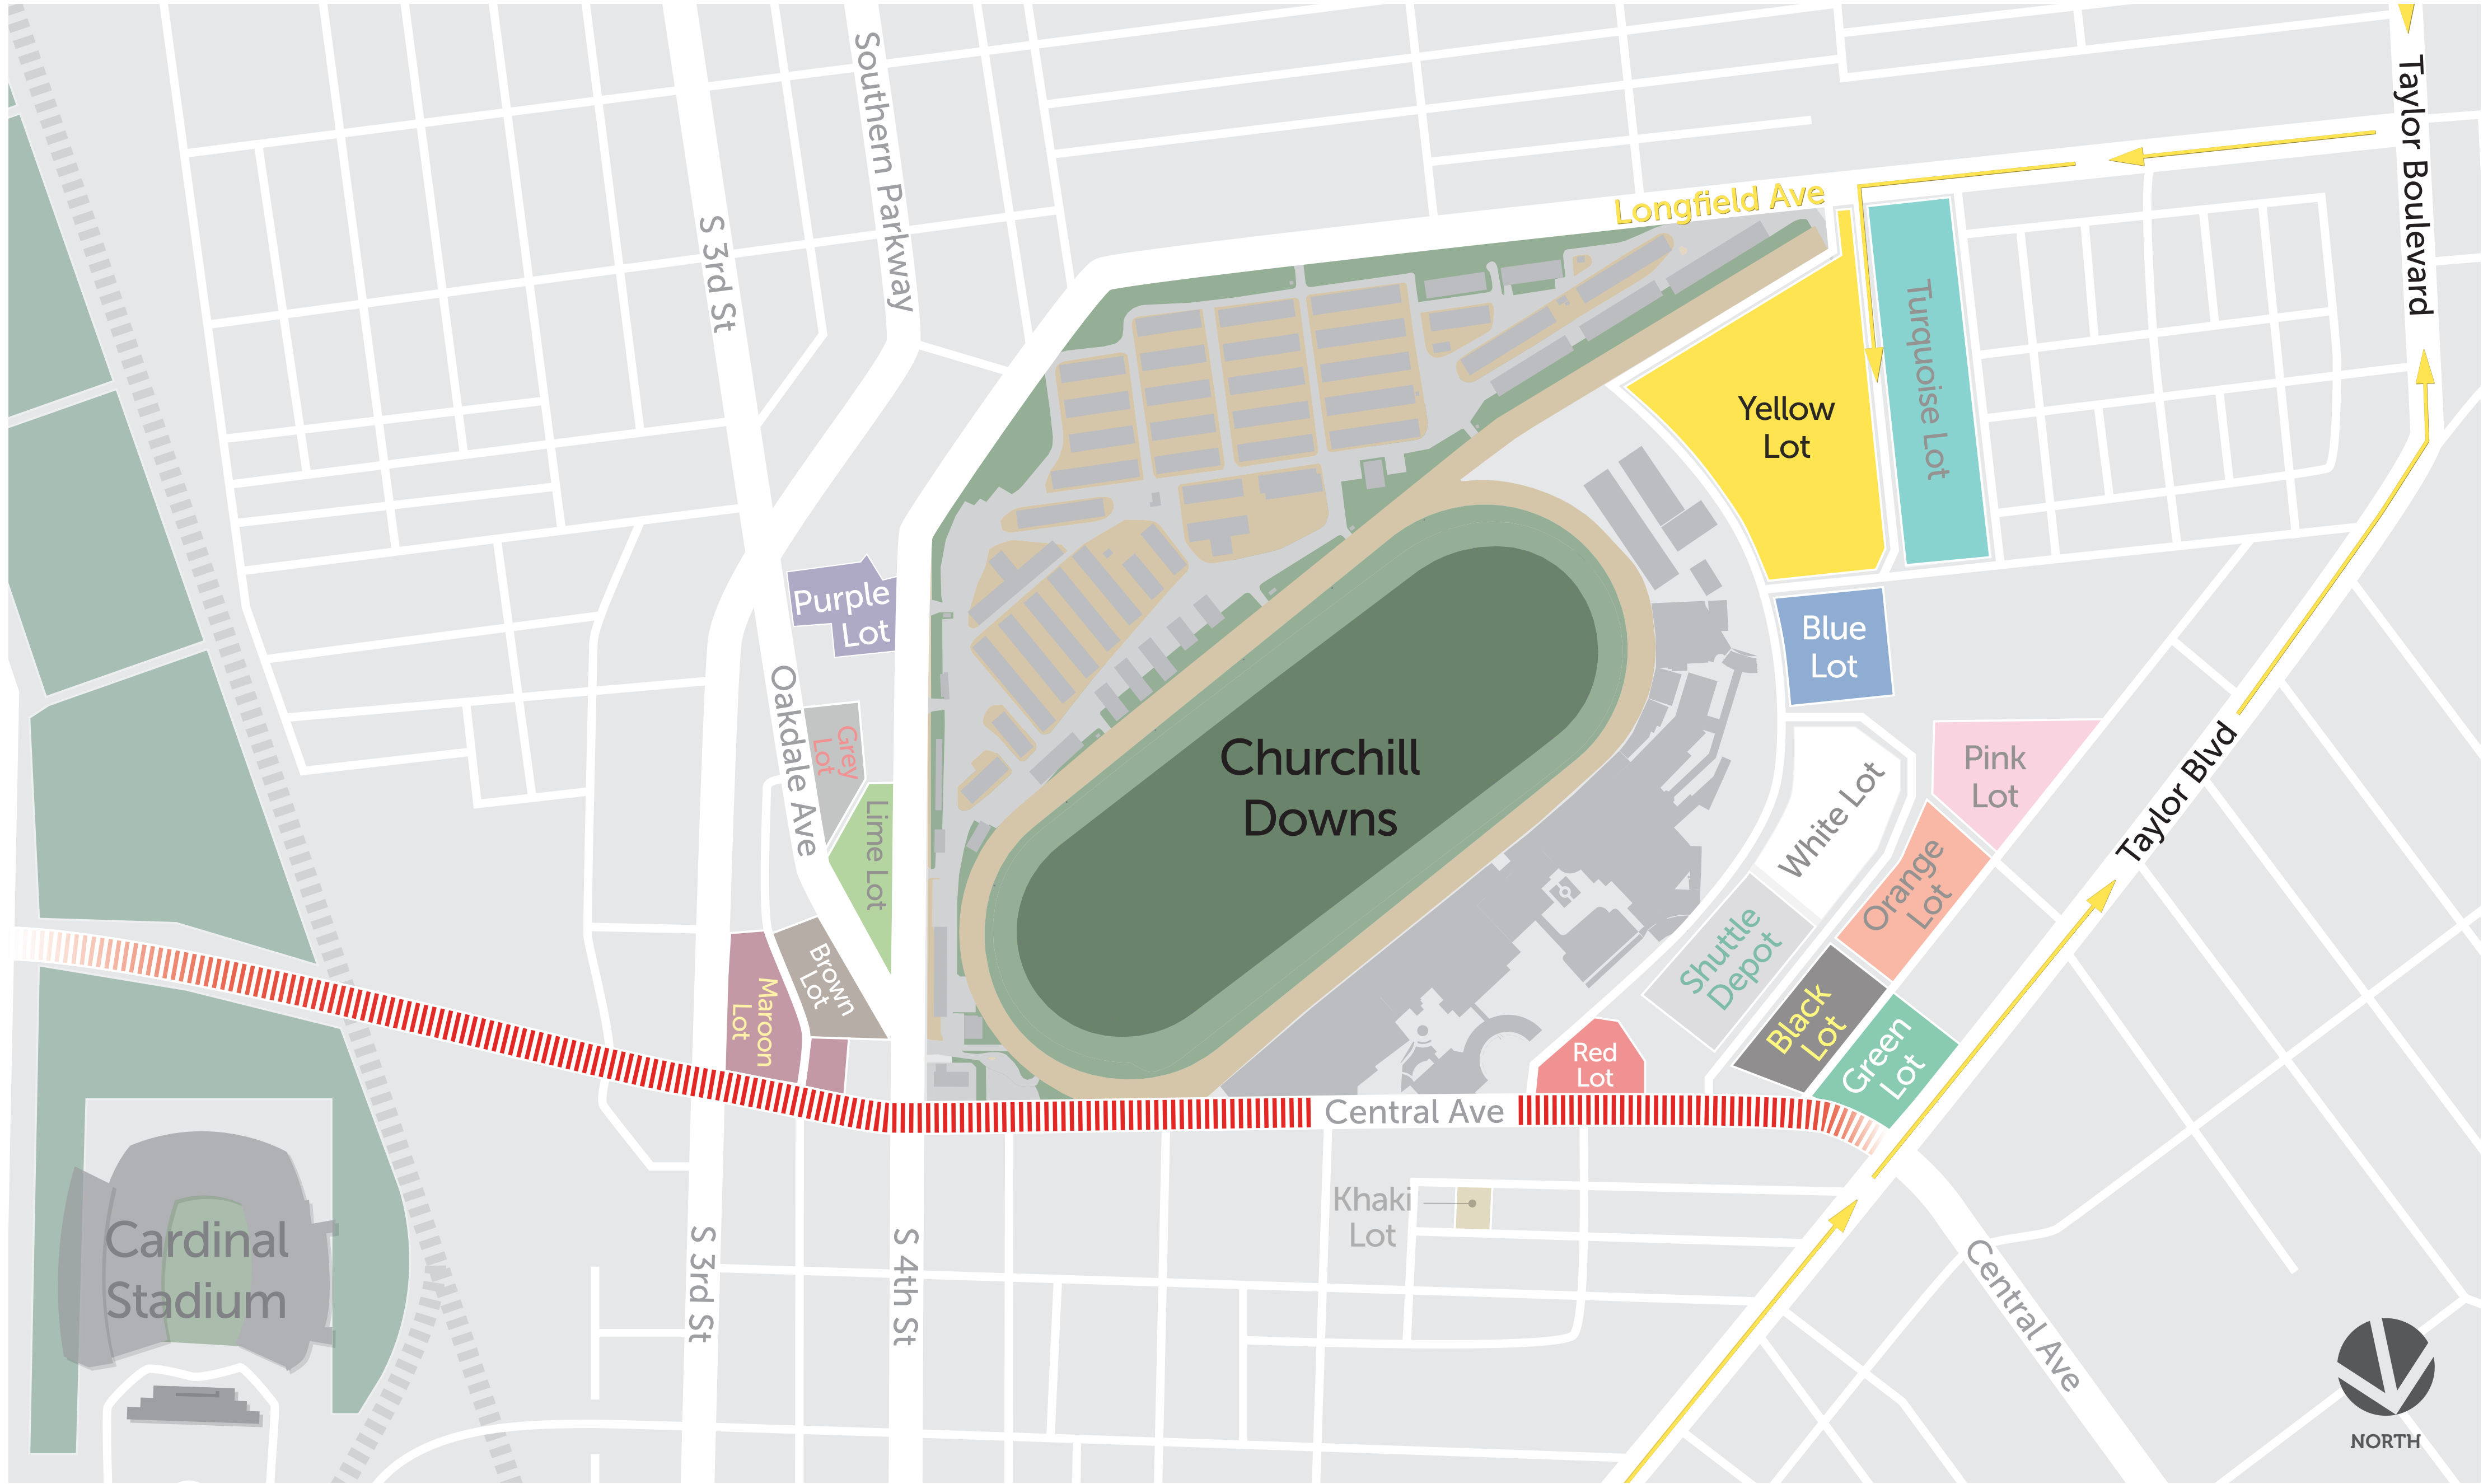 Southern Parkway
S 3rd St
Longfield Ave
Taylor Boulevard
Turquoise Lot
Yellow
Lot
Purple
Lot
Blue
Lot
Oakdale Ave
Grey
Lot
Lime Lot
Churchill
Downs
White Lot
Pink
Lot
Taylor Blvd
Orange
Lot
Shuttle
Depot
Brown
Lot
Maroon
Lot
Black
Lot
Green
Lot
Red
Lot
Central Ave
Khaki
Lot
Cardinal
Stadium
S 3rd St
S 4th St
Central Ave
NORTH